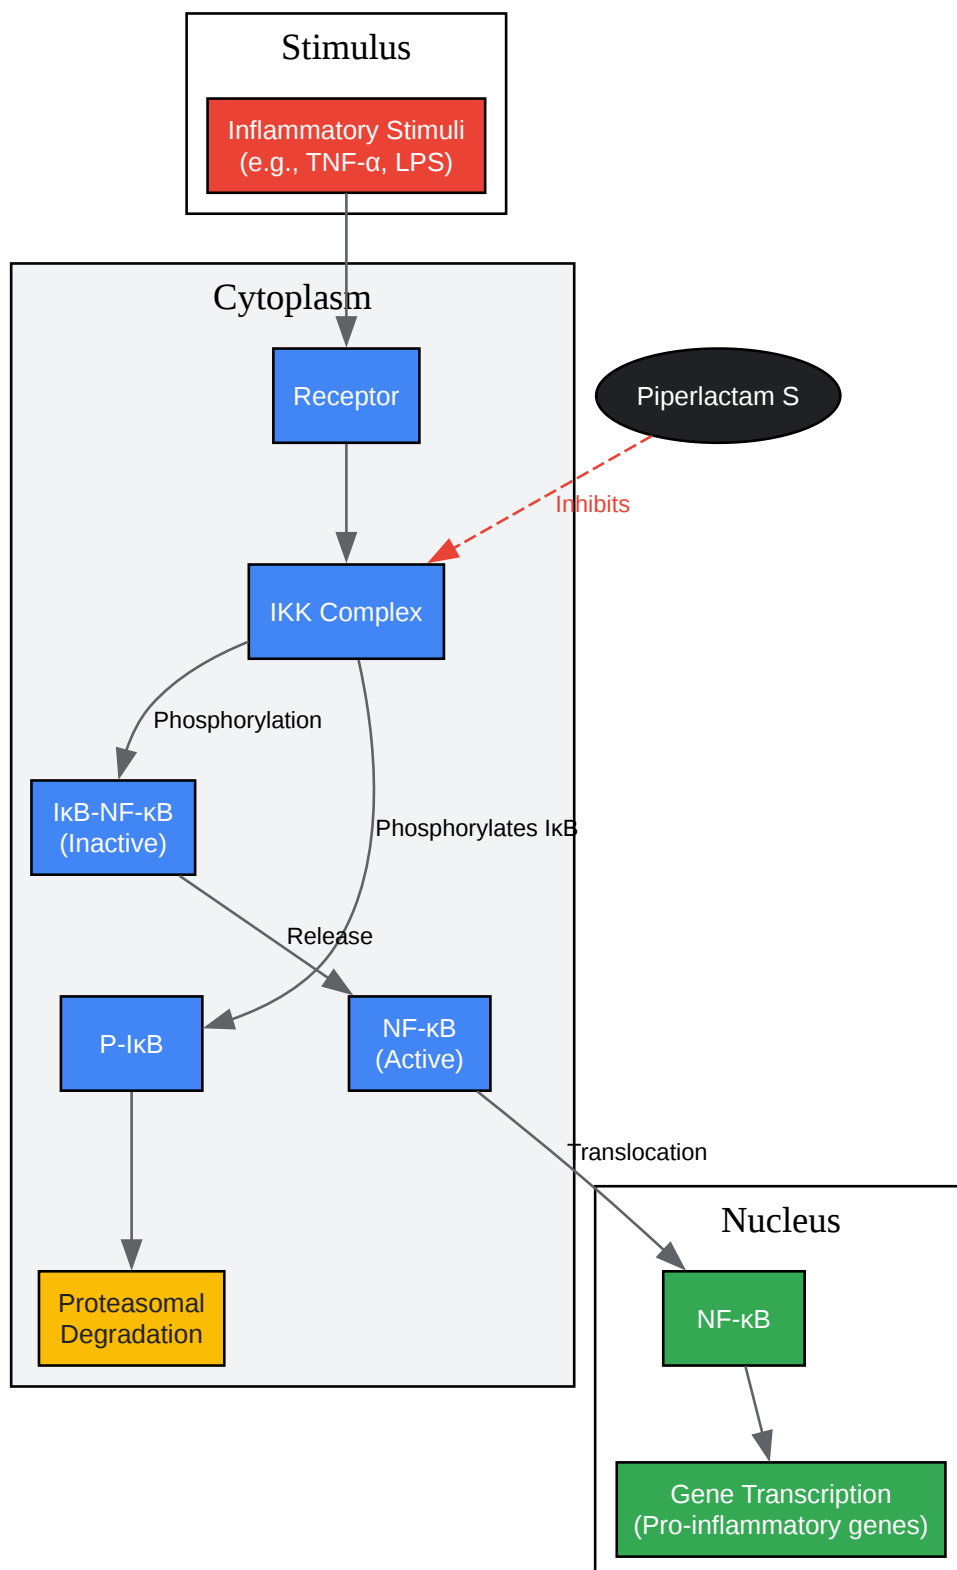 Stimulus
Inflammatory Stimuli
(e.g., TNF-α, LPS)
Cytoplasm
Receptor
Piperlactam S
Inhibits
IKK Complex
Phosphorylation
IκB-NF-κB
(Inactive)
Phosphorylates IκB
Release
P-IκB
NF-κB
(Active)
Translocation
Nucleus
Proteasomal
Degradation
NF-κB
Gene Transcription
(Pro-inflammatory genes)